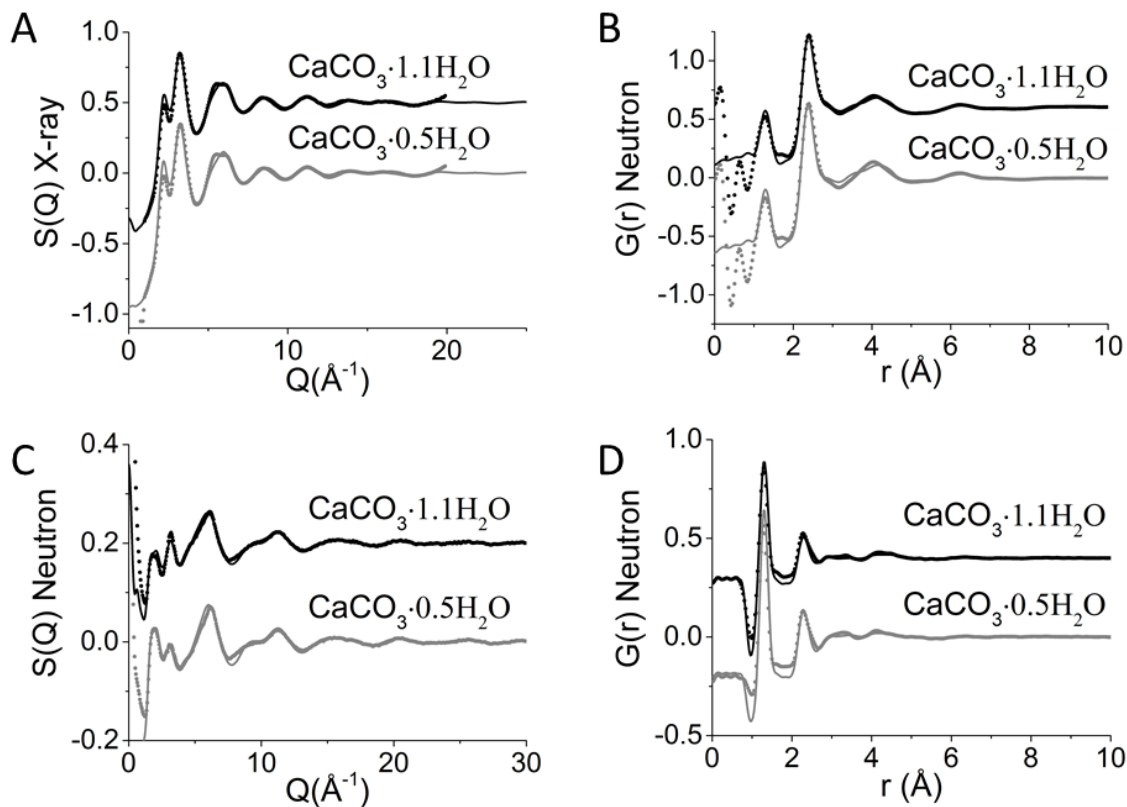 A
S(Q) X-ray
1.0
0.5
0.0
-0.5
-1.0
CaCO₃·1.1H₂O
CaCO₃·0.5H₂O
0
10
20
Q(Å⁻¹)
B
G(r) Neutron
1.0
0.5
0.0
-0.5
-1.0
CaCO₃·1.1H₂O
CaCO₃·0.5H₂O
0 2 4 6 8 10
r (Å)
C
S(Q) Neutron
0.4
0.2
0.0
-0.2
CaCO₃·1.1H₂O
CaCO₃·0.5H₂O
0 10 20 30
Q(Å⁻¹)
D
G(r) Neutron
1.0
0.5
0.0
-0.5
CaCO₃·1.1H₂O
CaCO₃·0.5H₂O
0 2 4 6 8 10
r (Å)